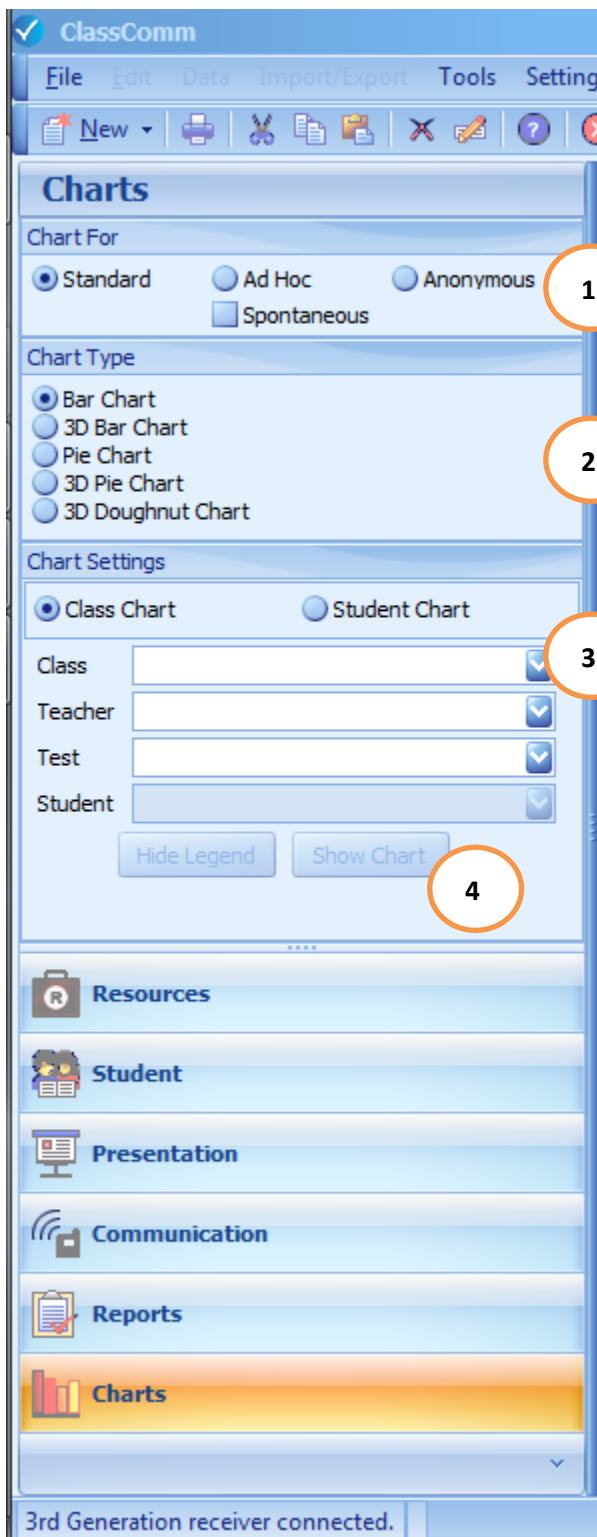 ClassComm
File Edit Data Import/Export Tools Setting
New
Charts
Chart For
Standard Ad Hoc Anonymous
Spontaneous
1
Chart Type
Bar Chart
3D Bar Chart
Pie Chart
3D Pie Chart
3D Doughnut Chart
2
Chart Settings
Class Chart Student Chart
3
Class
Teacher
Test
Student
Hide Legend Show Chart
4
R Resources
Student
Presentation
Communication
Reports
Charts
3rd Generation receiver connected.